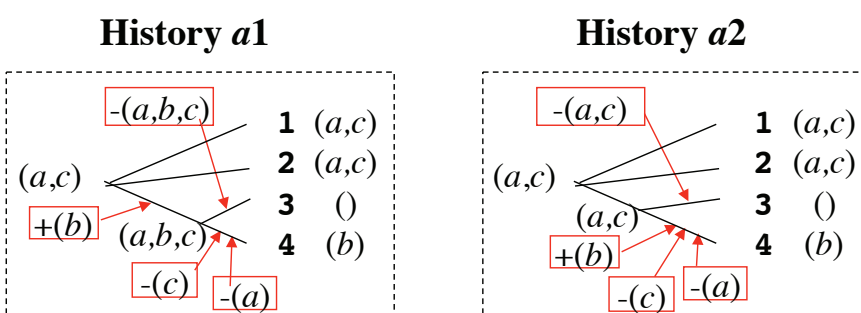 History a1
-(a,b,c)
1 (a,c)
2 (a,c)
(a,c)
3 ()
+(b)
(a,b,c)
4 (b)
-(c)
-(a)
History a2
-(a,c)
1 (a,c)
2 (a,c)
(a,c)
3 ()
(a,c)
+(b)
4 (b)
-(c)
-(a)